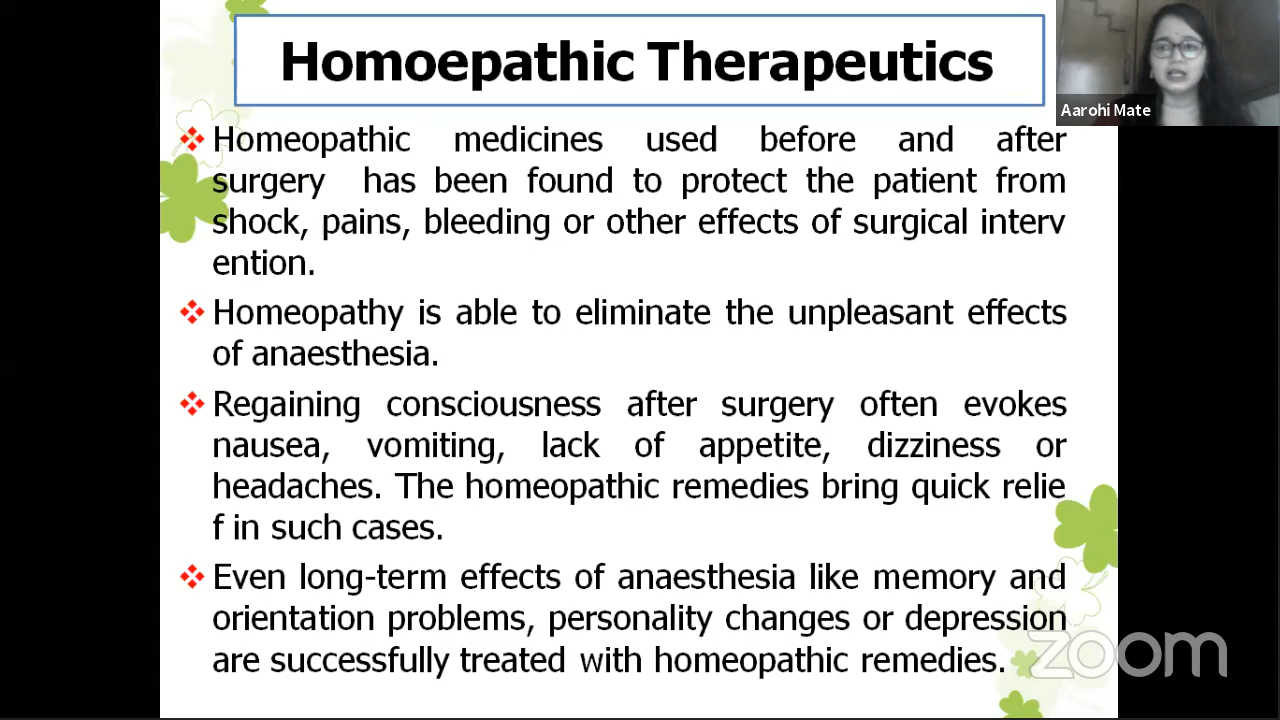 Homoepathic Therapeutics
Aarohi Mate
Homeopathic medicines used before and after
surgery has been found to protect the patient from
shock, pains, bleeding or other effects of surgical interv
ention.
Homeopathy is able to eliminate the unpleasant effects
of anaesthesia.
Regaining consciousness after surgery often evokes
nausea, vomiting, lack of appetite, dizziness or
headaches. The homeopathic remedies bring quick relie
f in such cases.
Even long-term effects of anaesthesia like memory and
orientation problems, personality changes or depression
are successfully treated with homeopathic remedies.
zoom